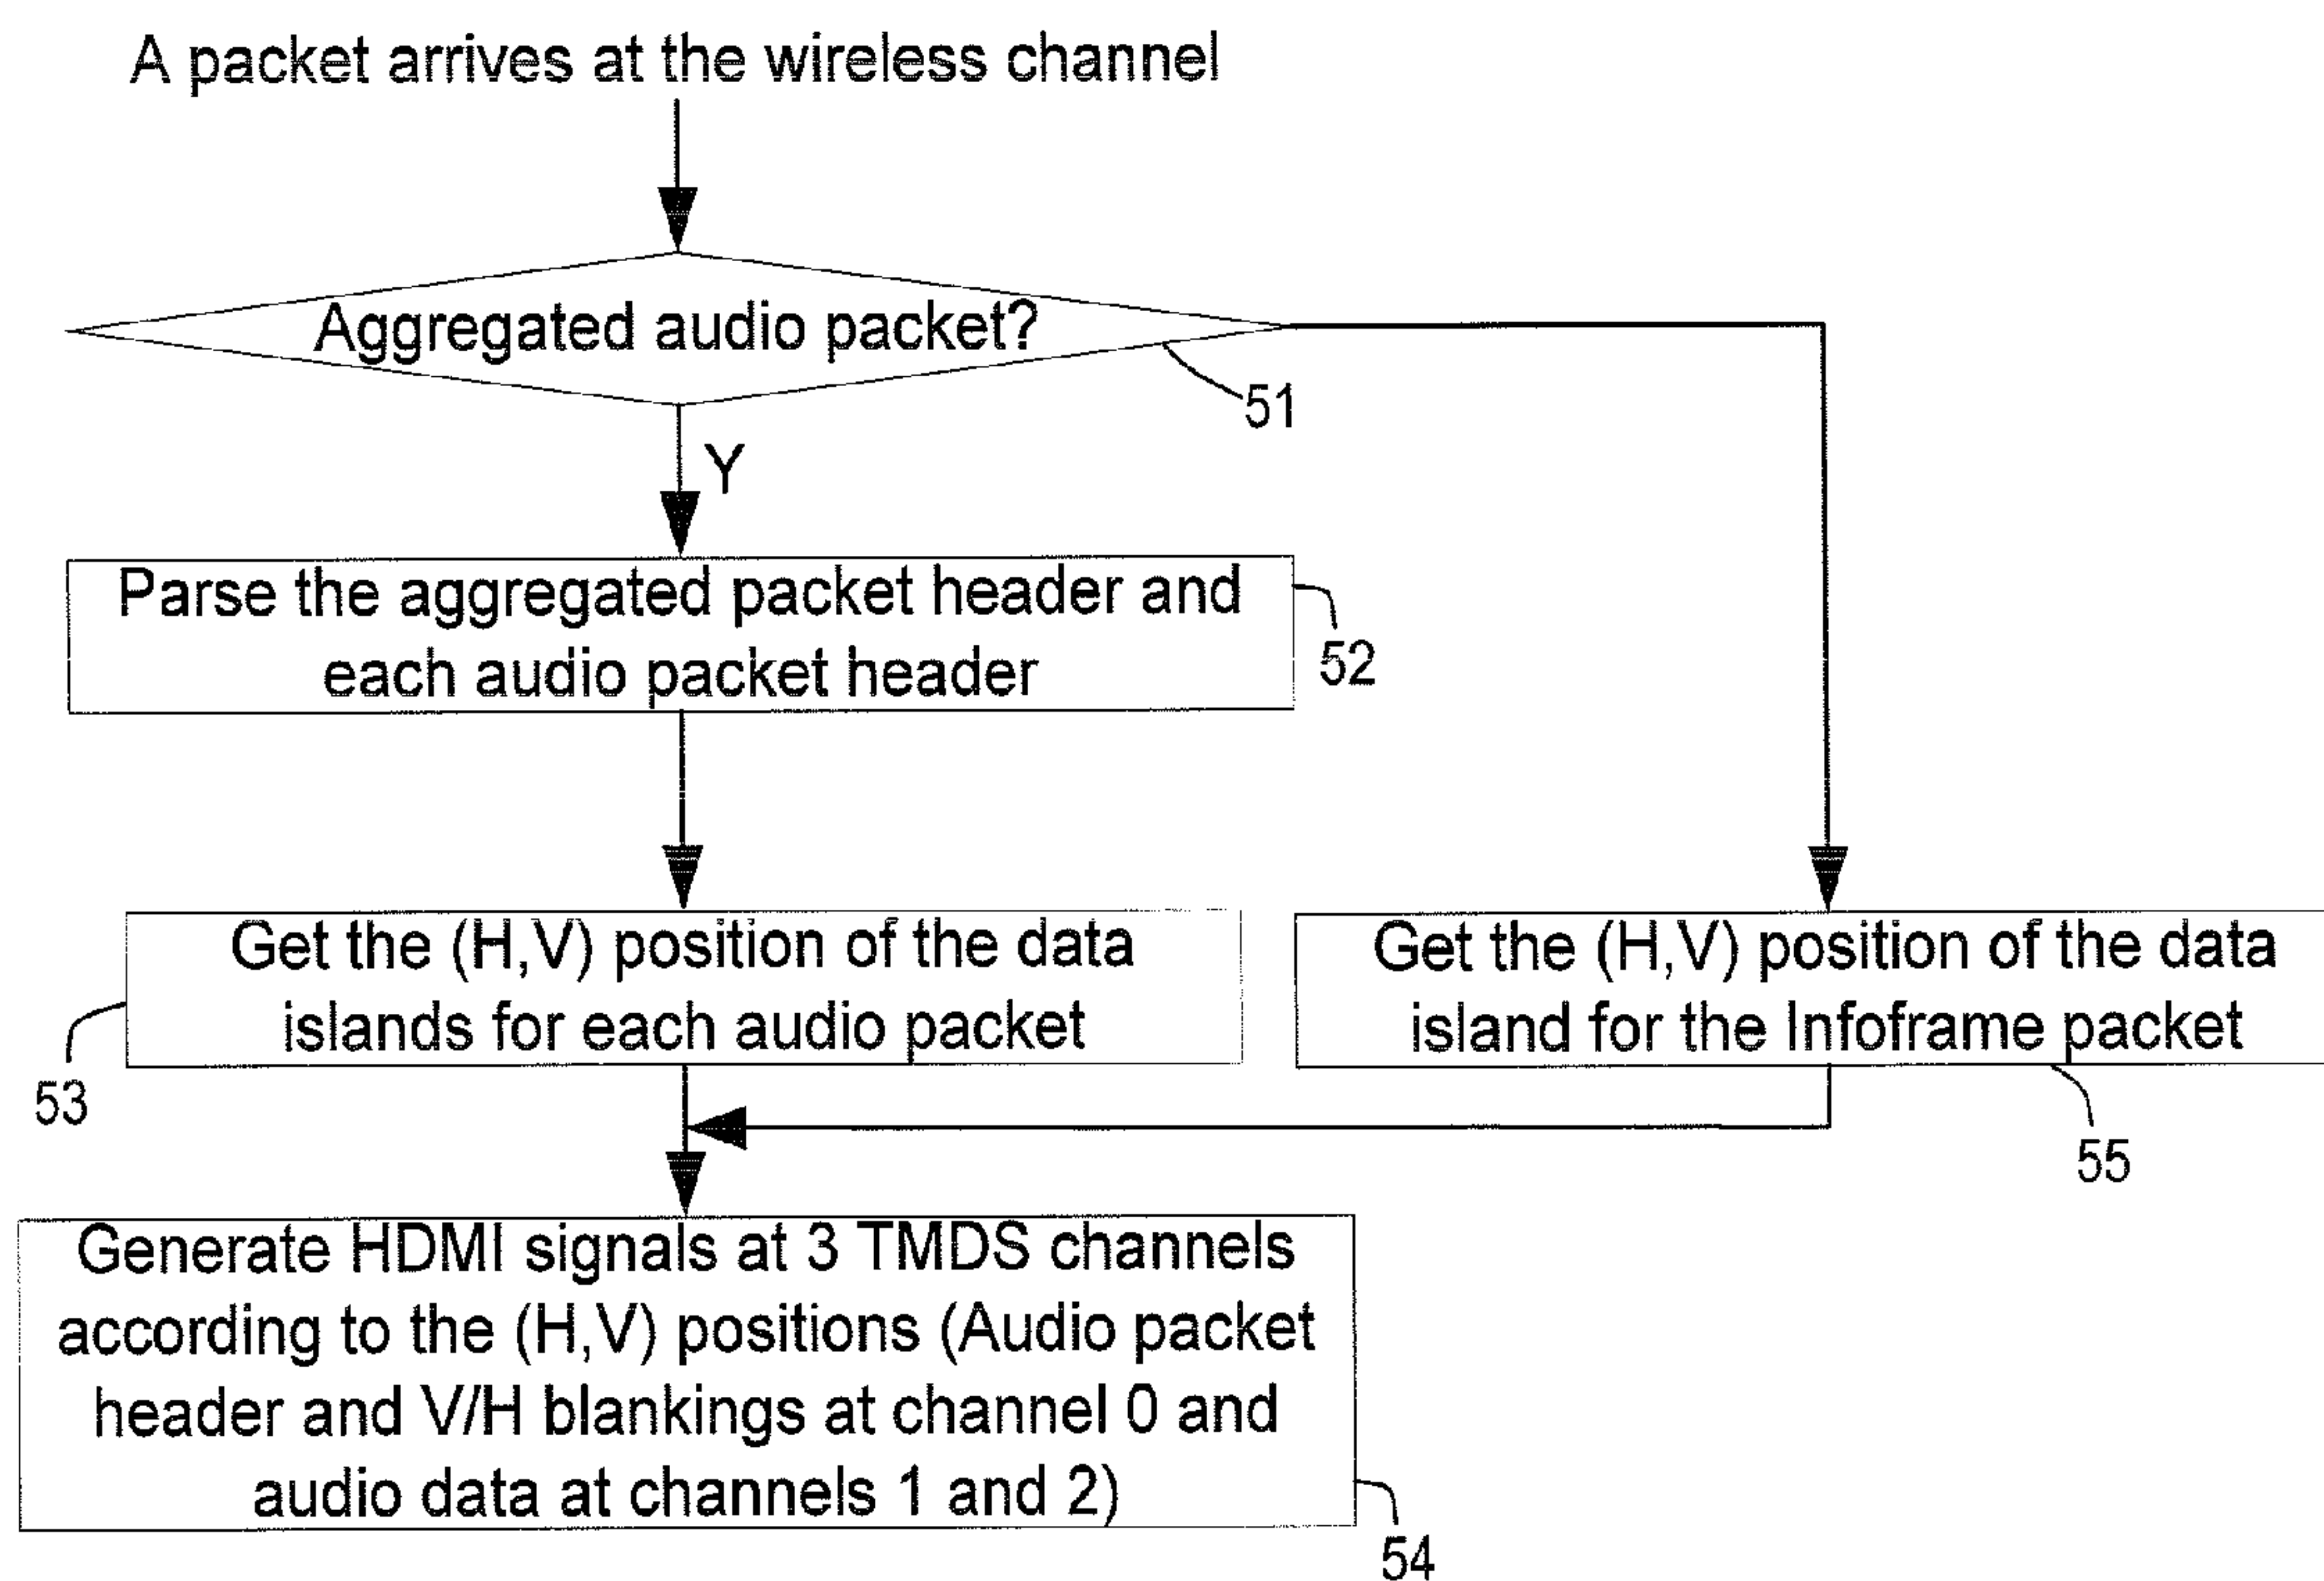 A packet arrives at the wireless channel
Aggregated audio packet?
51
Y
Parse the aggregated packet header and
each audio packet header
52
Get the (H,V) position of the data
islands for each audio packet
53
Get the (H,V) position of the data
island for the Infoframe packet
55
Generate HDMI signals at 3 TMDS channels
according to the (H,V) positions (Audio packet
header and V/H blankings at channel 0 and
audio data at channels 1 and 2)
54